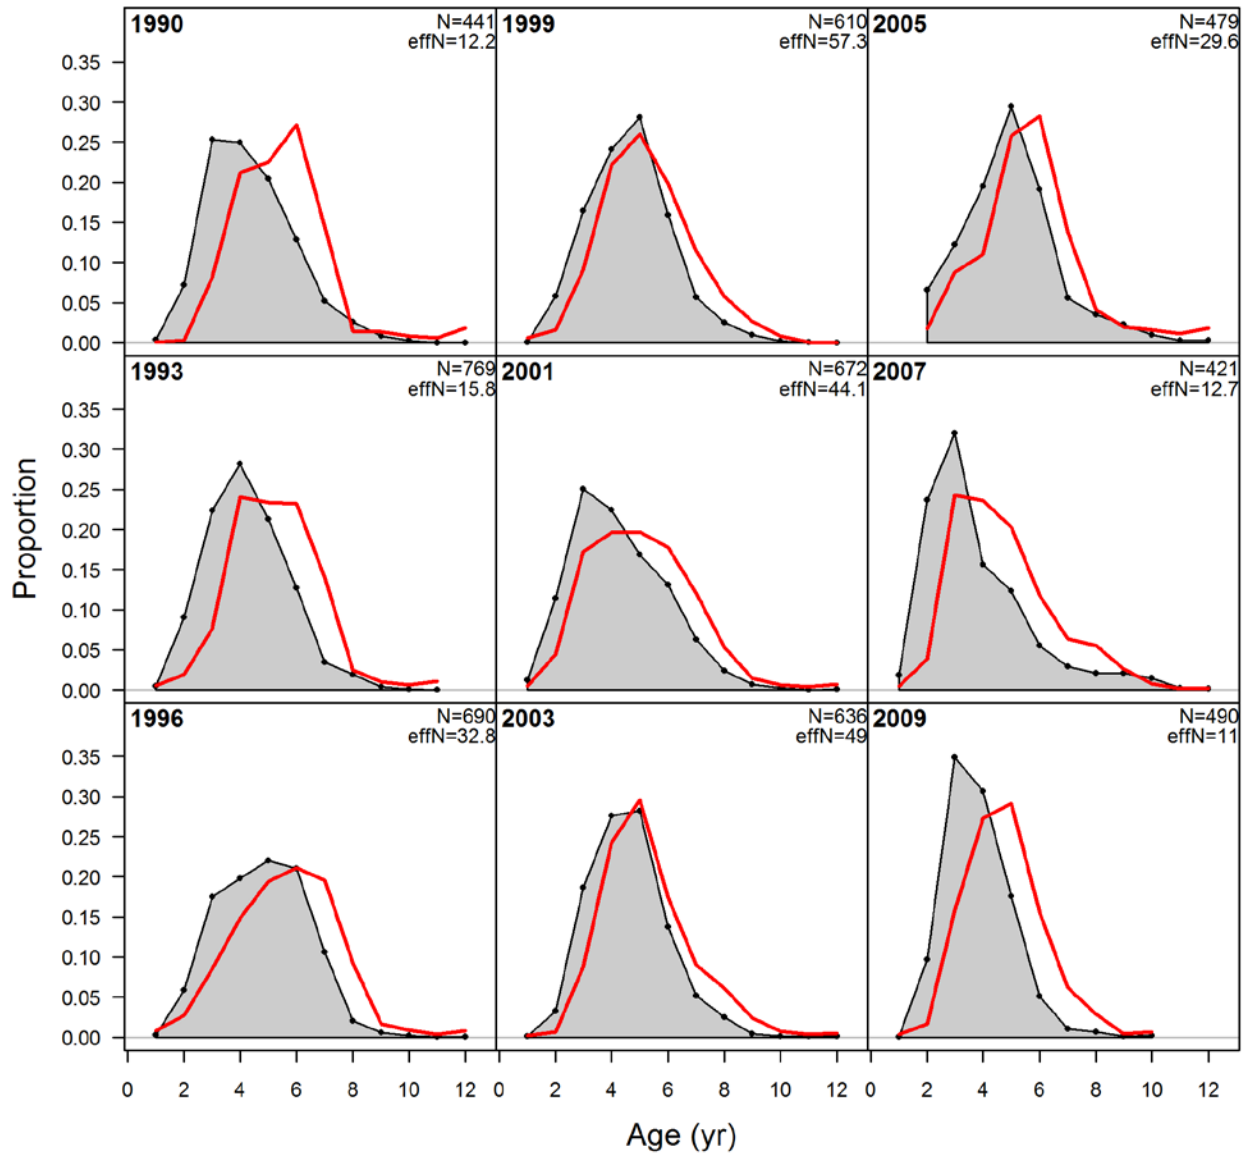 1990
N=441
effN=12.2
1999
N=610
effN=57.3
2005
N=479
effN=29.6
0.35
0.30
0.25
0.20
0.15
0.10
0.05
0.00
1993
N=769
effN=15.8
2001
N=672
effN=44.1
2007
N=421
effN=12.7
0.35
0.30
0.25
0.20
0.15
0.10
0.05
0.00
Proportion
1996
N=690
effN=32.8
2003
N=636
effN=49
2009
N=490
effN=11
0.35
0.30
0.25
0.20
0.15
0.10
0.05
0.00
0 2 4 6 8 10 12 0 2 4 6 8 10 12 0 2 4 6 8 10 12
Age (yr)